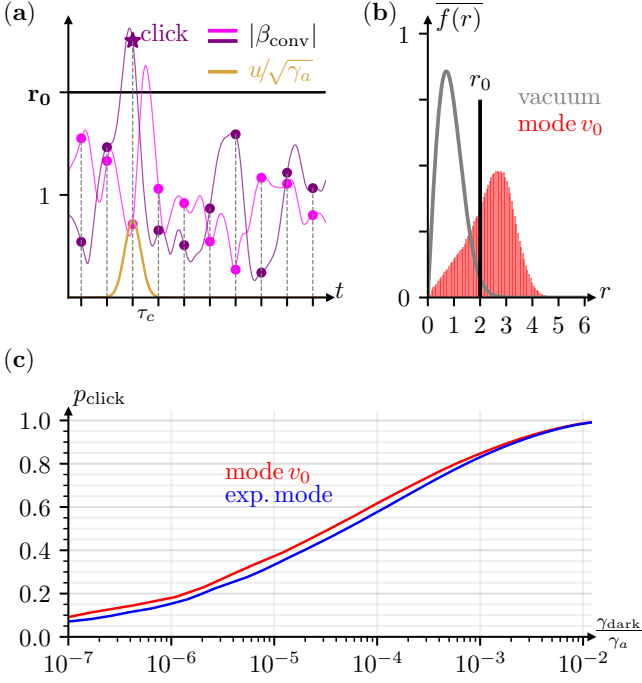 (a)
click
|β_conv|
u/√γ_a
r_0
1
t
τ_c
(b)
f(r)
1
r_0
vacuum
mode v_0
0
0 1 2 3 4 5 6
r
(c)
p_click
1.0
0.8
mode v_0
exp. mode
0.6
0.4
0.2
0.0
10^-7 10^-6 10^-5 10^-4 10^-3 10^-2
γ_dark/γ_a